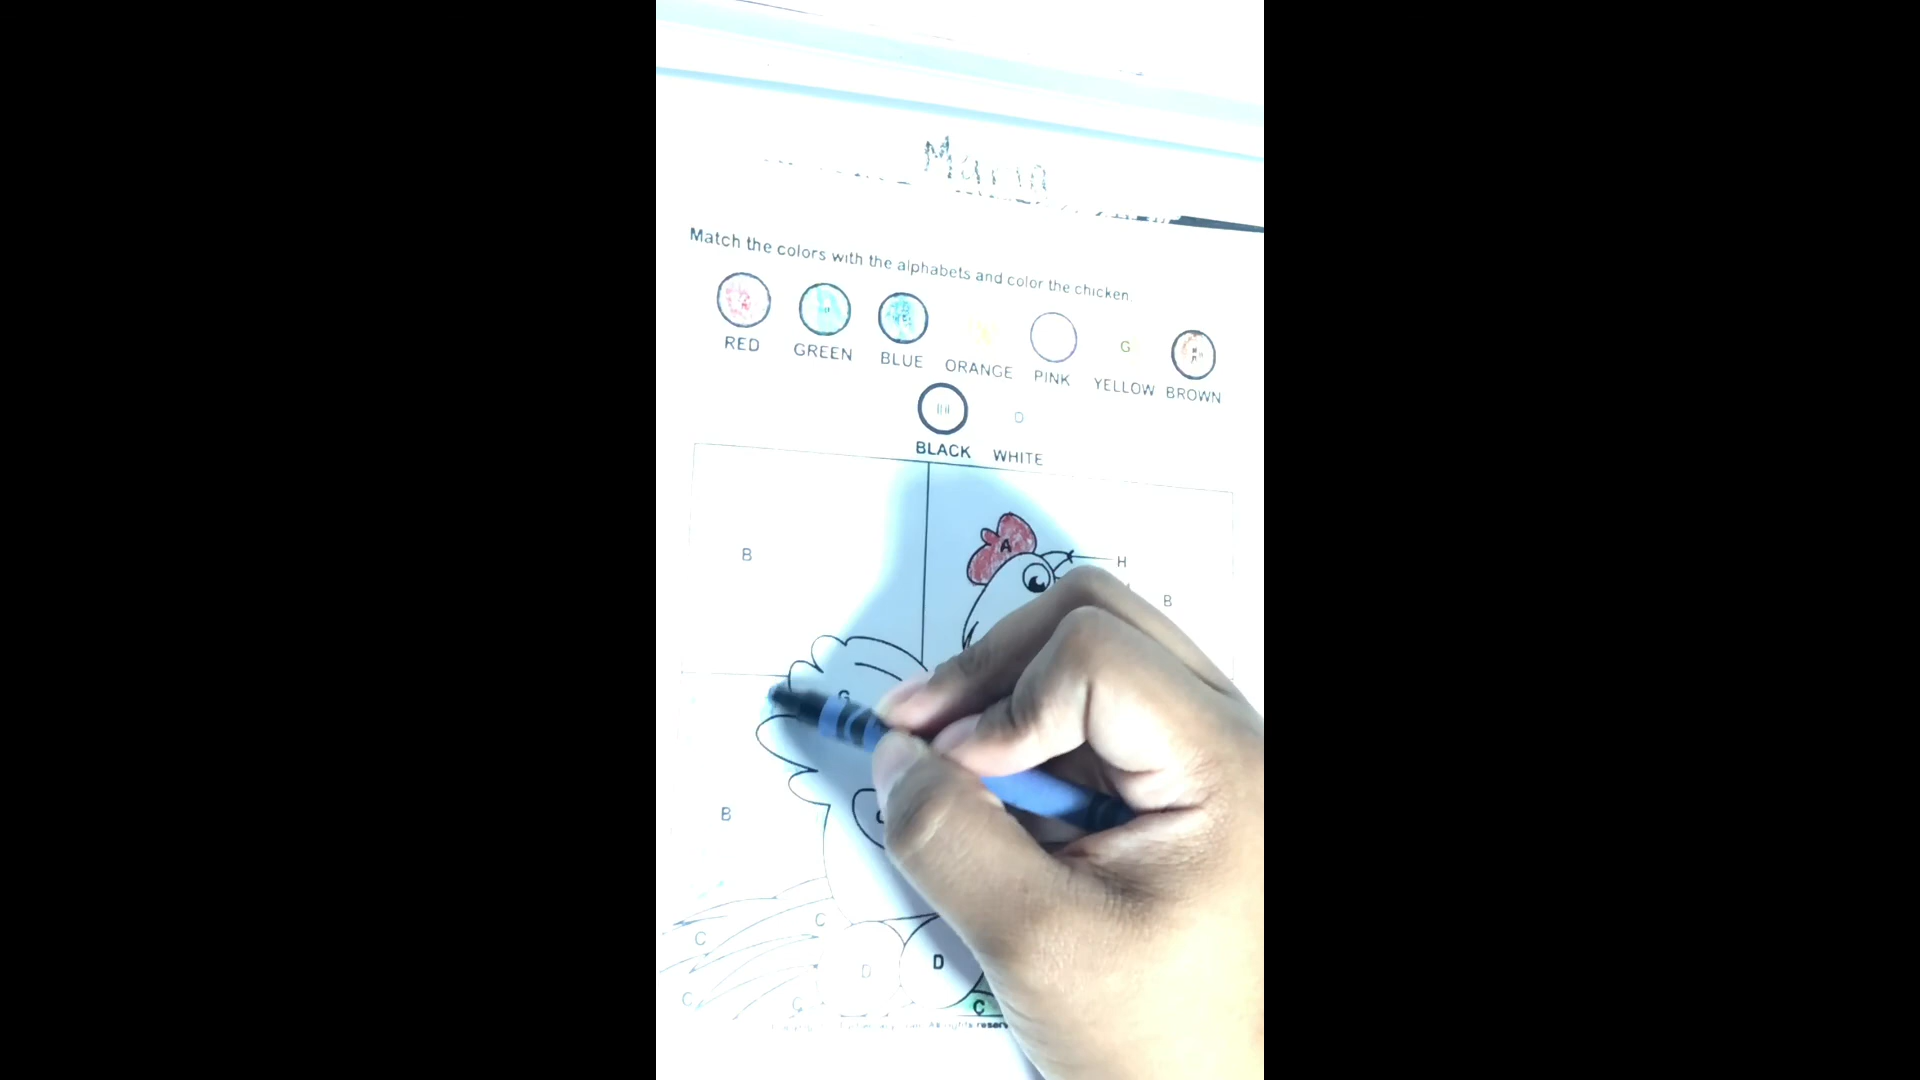 Maria
Match the colors with the alphabets and color the chicken.
RED GREEN BLUE ORANGE PINK YELLOW BROWN
G
BLACK WHITE
D
B
A
H
B
G
B
C
C
D
D
C
C
C